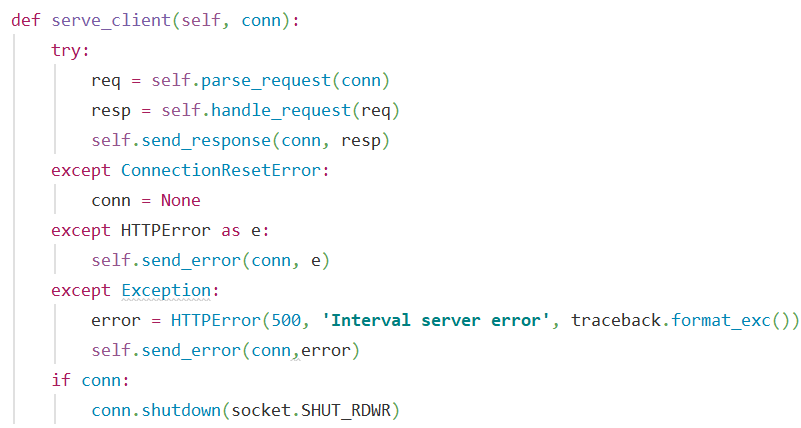 def serve_client(self, conn):
    try:
        req = self.parse_request(conn)
        resp = self.handle_request(req)
        self.send_response(conn, resp)
    except ConnectionResetError:
        conn = None
    except HTTPError as e:
        self.send_error(conn, e)
    except Exception:
        error = HTTPError(500, 'Interval server error', traceback.format_exc())
        self.send_error(conn,error)
    if conn:
        conn.shutdown(socket.SHUT_RDWR)